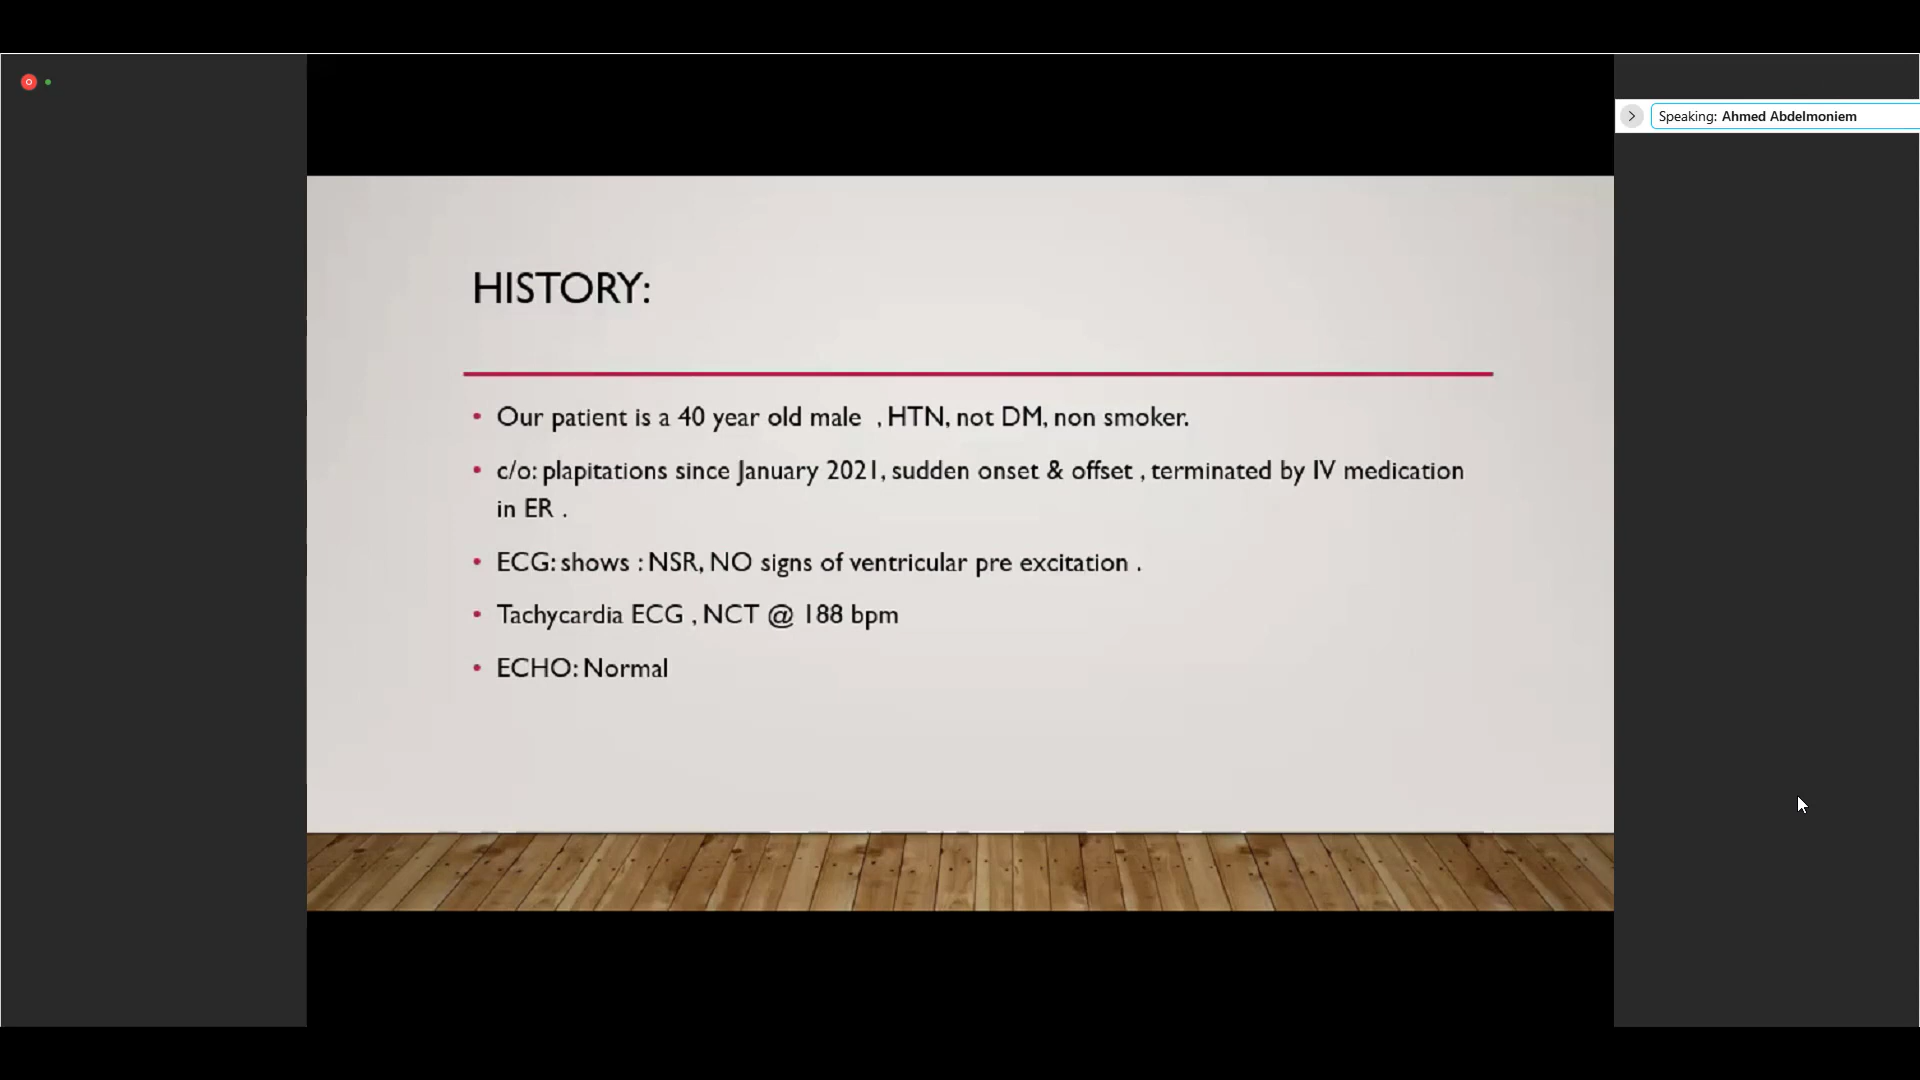 Speaking: Ahmed Abdelmoniem
HISTORY:
• Our patient is a 40 year old male , HTN, not DM, non smoker.
• c/o: plapitations since January 2021, sudden onset & offset , terminated by IV medication
in ER .
• ECG: shows : NSR, NO signs of ventricular pre excitation .
• Tachycardia ECG , NCT @ 188 bpm
• ECHO: Normal